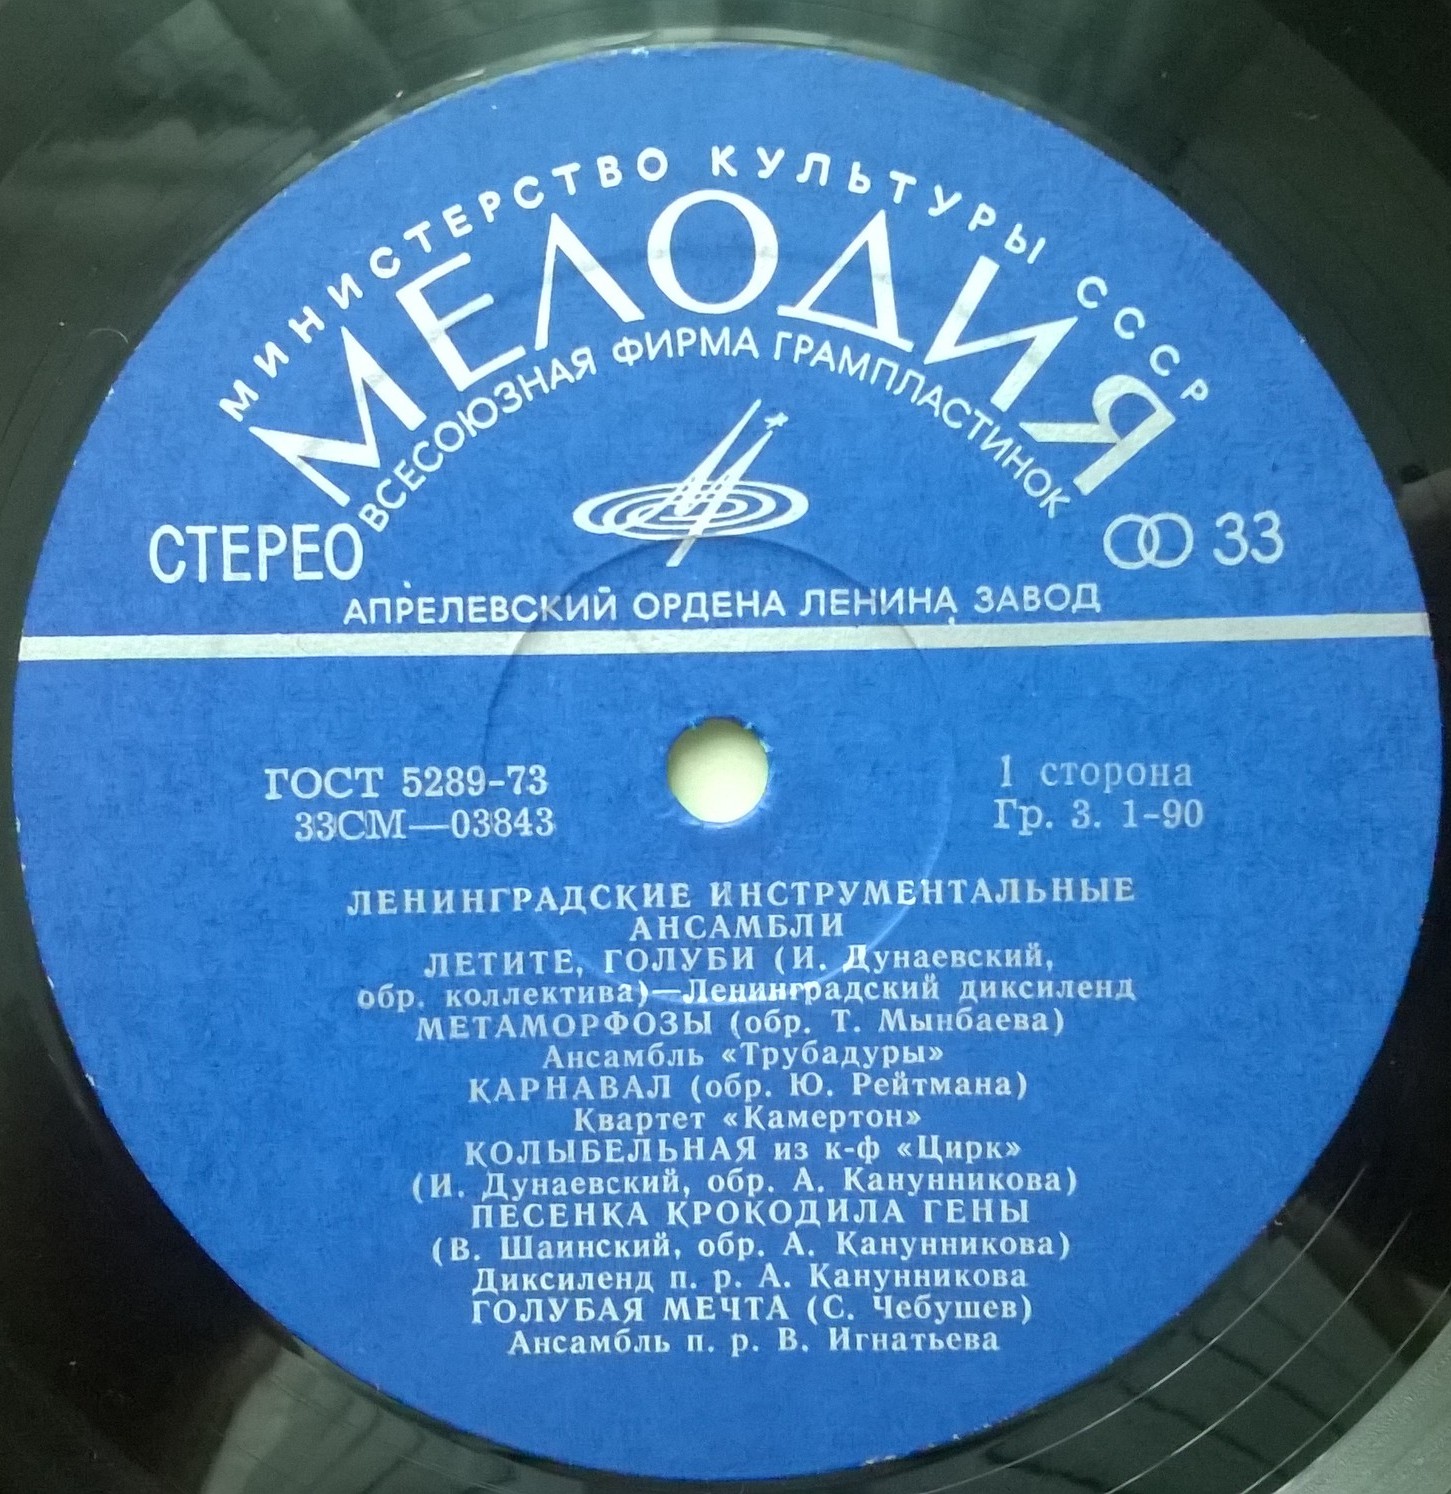 МИНИСТЕРСТВО КУЛЬТУРЫ СССР
МЕЛОДИЯ
ВСЕСОЮЗНАЯ ФИРМА ГРАМПЛАСТИНОК
СТЕРЕО
33
АПРЕЛЕВСКИЙ ОРДЕНА ЛЕНИНА ЗАВОД
ГОСТ 5289-73
33СМ—03843
1 сторона
Гр. 3. 1-90
ЛЕНИНГРАДСКИЕ ИНСТРУМЕНТАЛЬНЫЕ
АНСАМБЛИ
ЛЕТИТЕ, ГОЛУБИ (И. Дунаевский,
обр. коллектива)—Ленинградский диксиленд
МЕТАМОРФОЗЫ (обр. Т. Мынбаева)
Ансамбль «Трубадуры»
КАРНАВАЛ (обр. Ю. Рейтмана)
Квартет «Камертон»
КОЛЫБЕЛЬНАЯ из к-ф «Цирк»
(И. Дунаевский, обр. А. Канунникова)
ПЕСЕНКА КРОКОДИЛА ГЕНЫ
(В. Шаинский, обр. А. Канунникова)
Диксиленд п. р. А. Канунникова
ГОЛУБАЯ МЕЧТА (С. Чебушев)
Ансамбль п. р. В. Игнатьева